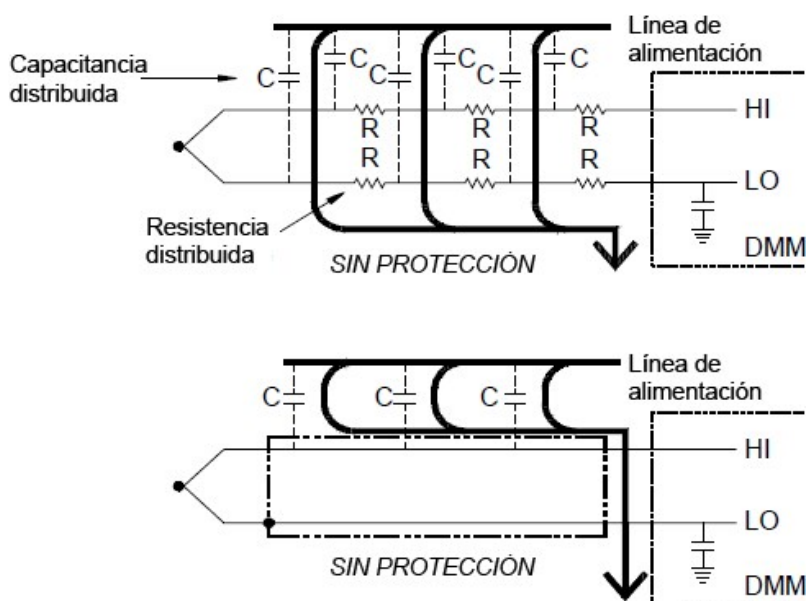 Línea de
alimentación
Capacitancia
distribuida
C
C
C
C
C
C
HI
R
R
R
R
R
R
LO
Resistencia
distribuida
SIN PROTECCIÓN
DMM
Línea de
alimentación
C
C
C
HI
LO
SIN PROTECCIÓN
DMM